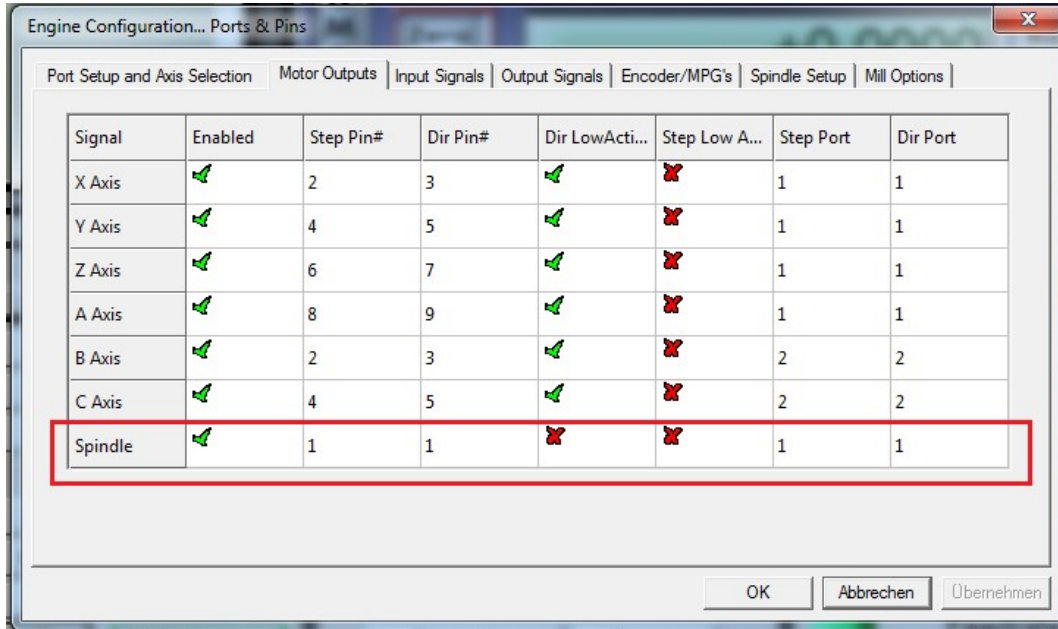 Engine Configuration... Ports & Pins
Port Setup and Axis Selection Motor Outputs Input Signals Output Signals Encoder/MPG's Spindle Setup Mill Options
Signal Enabled Step Pin# Dir Pin# Dir LowActi... Step Low A... Step Port Dir Port
X Axis 2 3 1 1
Y Axis 4 5 1 1
Z Axis 6 7 1 1
A Axis 8 9 1 1
B Axis 2 3 2 2
C Axis 4 5 2 2
Spindle 1 1 1 1
OK Abbrechen Übernehmen